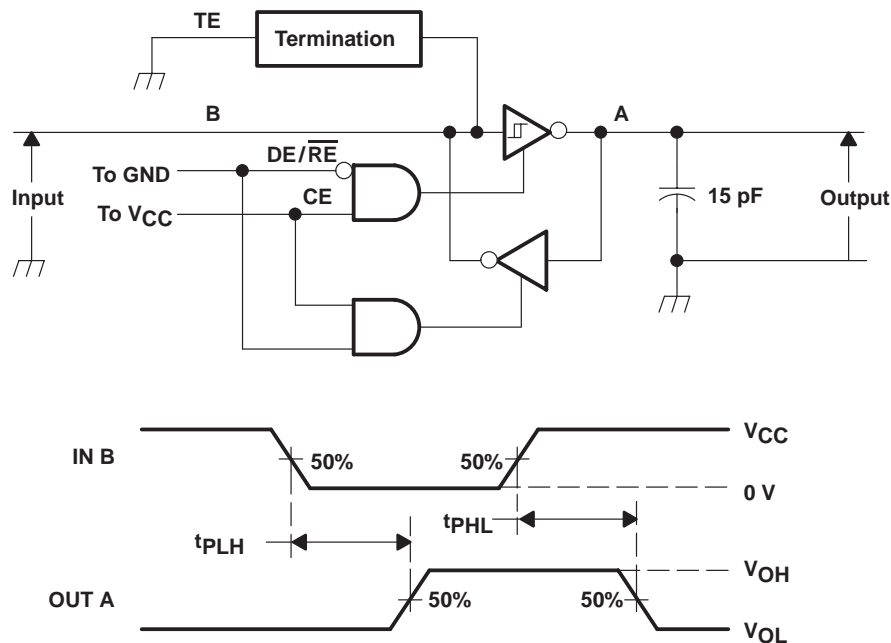 TE
Termination
B
A
DE/RE
To GND
Input
CE
To VCC
15 pF
Output
VCC
IN B
50%
50%
0 V
tPLH
tPHL
VOH
OUT A
50%
50%
VOL